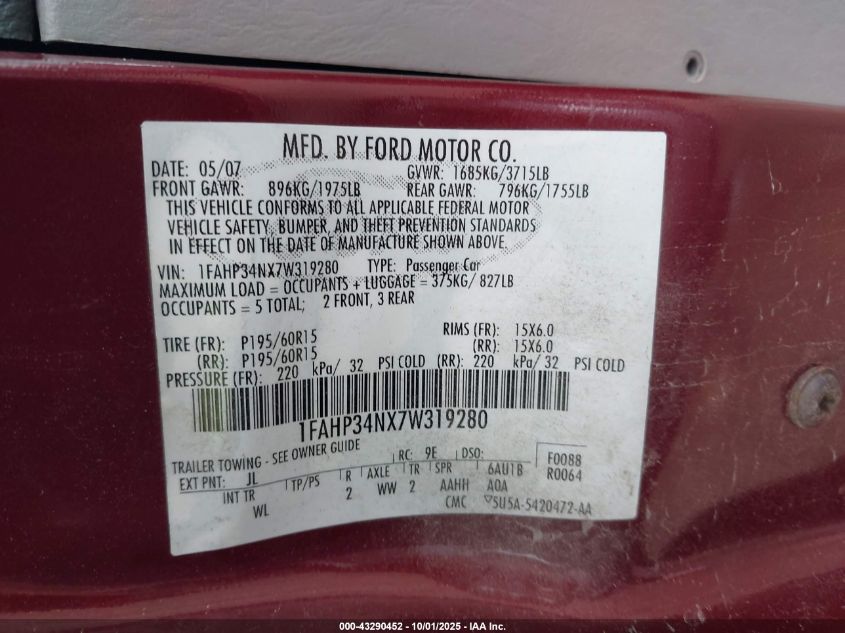 MFD. BY FORD MOTOR CO.
DATE: 05/07 GVWR: 1685KG/3715LB
FRONT GAWR: 896KG/1975LB REAR GAWR: 796KG/1755LB
THIS VEHICLE CONFORMS TO ALL APPLICABLE FEDERAL MOTOR
VEHICLE SAFETY, BUMPER, AND THEFT PREVENTION STANDARDS
IN EFFECT ON THE DATE OF MANUFACTURE SHOWN ABOVE.
VIN: 1FAHP34NX7W319280 TYPE: Passenger Car
MAXIMUM LOAD = OCCUPANTS + LUGGAGE = 375KG/ 827LB
OCCUPANTS = 5 TOTAL; 2 FRONT, 3 REAR
TIRE (FR): P195/60R15 RIMS (FR): 15X6.0
(RR): P195/60R15 (RR): 15X6.0
PRESSURE (FR): 220 kPa/ 32 PSI COLD (RR): 220 kPa/ 32 PSI COLD
1FAHP34NX7W319280
TRAILER TOWING - SEE OWNER GUIDE RC: 9E DSO: F0088
EXT PNT: JL TP/PS R AXLE TR SPR 6AU1B R0064
INT TR 2 WW 2 AAHH A0A
WL CMC ▽5U5A-5420472-AA
000-43290452 - 10/01/2025 - IAA Inc.